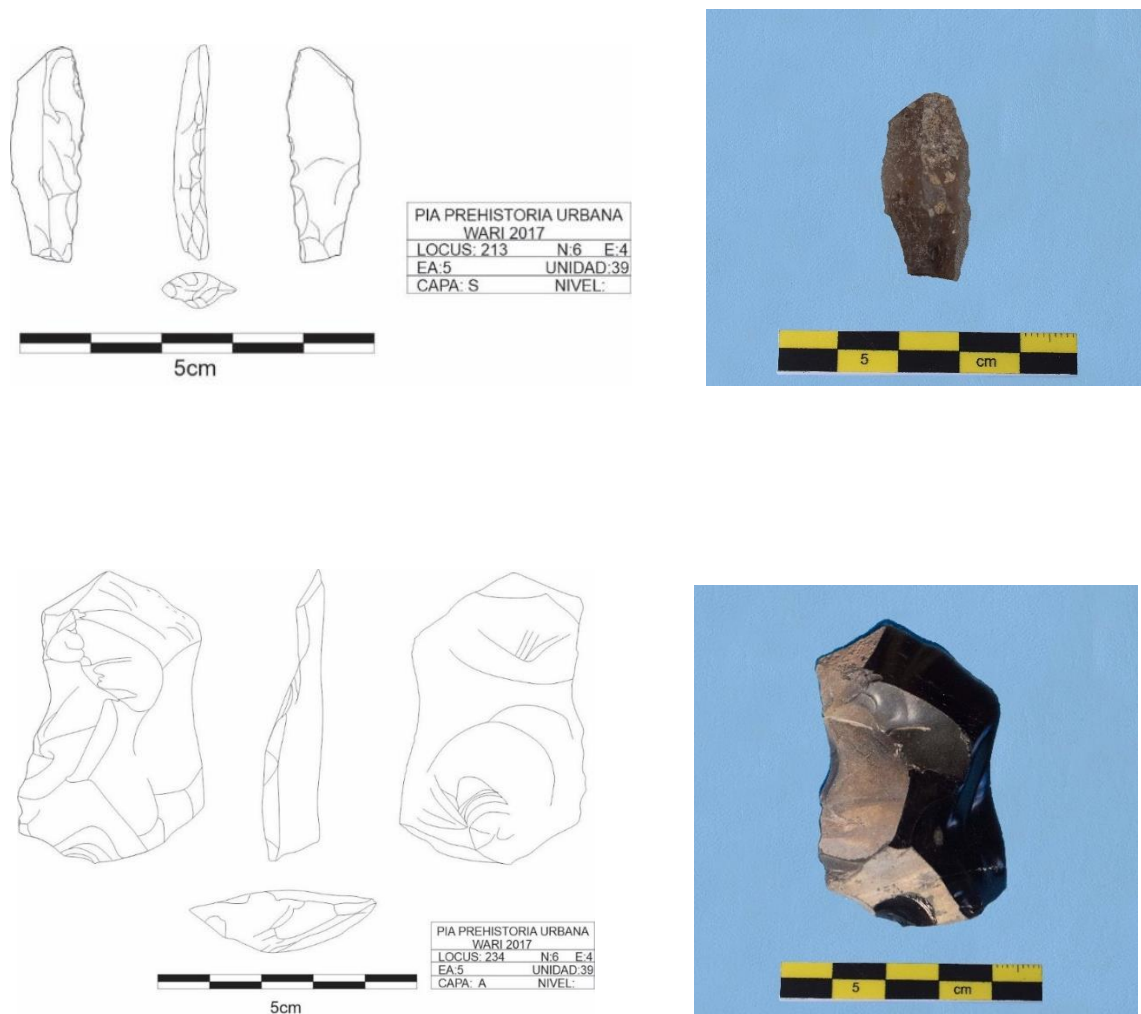 PIA PREHISTORIA URBANA
WARI 2017
LOCUS: 213 N:6 E:4
EA:5 UNIDAD:39
CAPA: S NIVEL:
5cm
5 cm
PIA PREHISTORIA URBANA
WARI 2017
LOCUS: 234 N:6 E:4
EA:5 UNIDAD:39
CAPA: A NIVEL:
5cm
5 cm